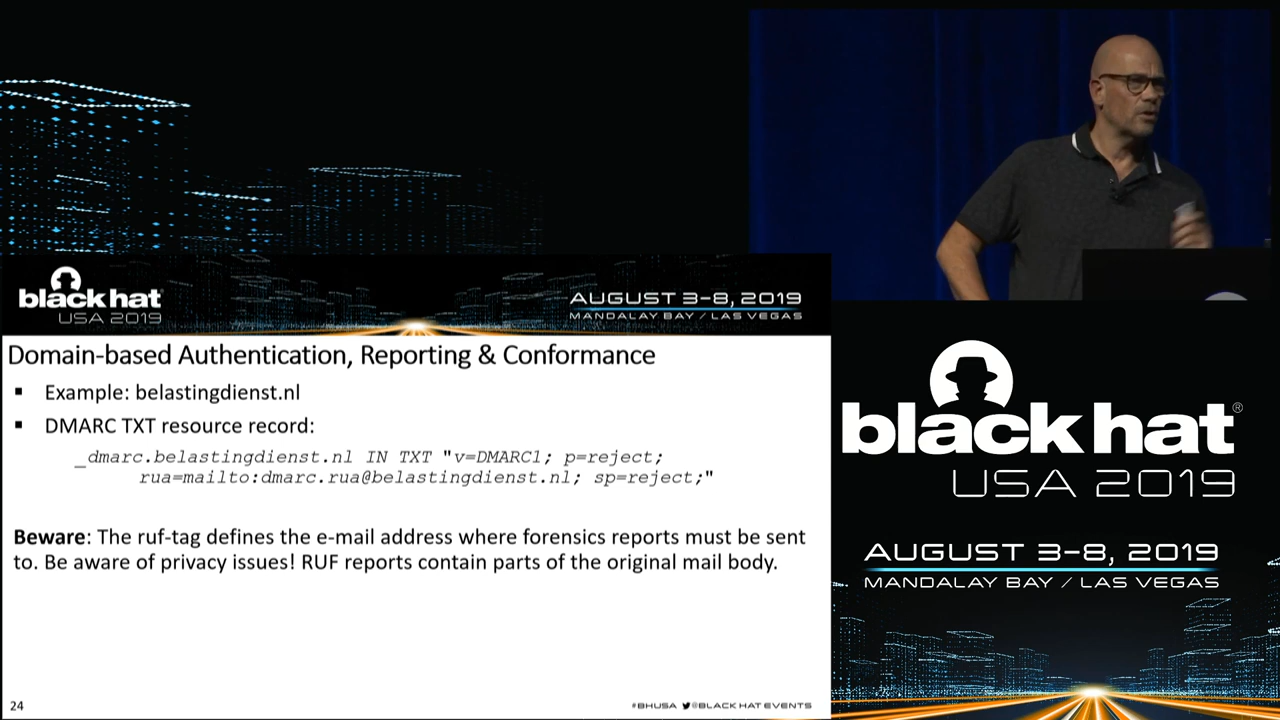 black hat
USA 2019
AUGUST 3-8, 2019
MANDALAY BAY / LAS VEGAS
Domain-based Authentication, Reporting & Conformance
▪ Example: belastingdienst.nl
▪ DMARC TXT resource record:
_dmarc.belastingdienst.nl IN TXT "v=DMARC1; p=reject;
rua=mailto:dmarc.rua@belastingdienst.nl; sp=reject;"
Beware: The ruf-tag defines the e-mail address where forensics reports must be sent
to. Be aware of privacy issues! RUF reports contain parts of the original mail body.
24
#BHUSA @BLACK HAT EVENTS
black hat®
USA 2019
AUGUST 3-8, 2019
MANDALAY BAY / LAS VEGAS